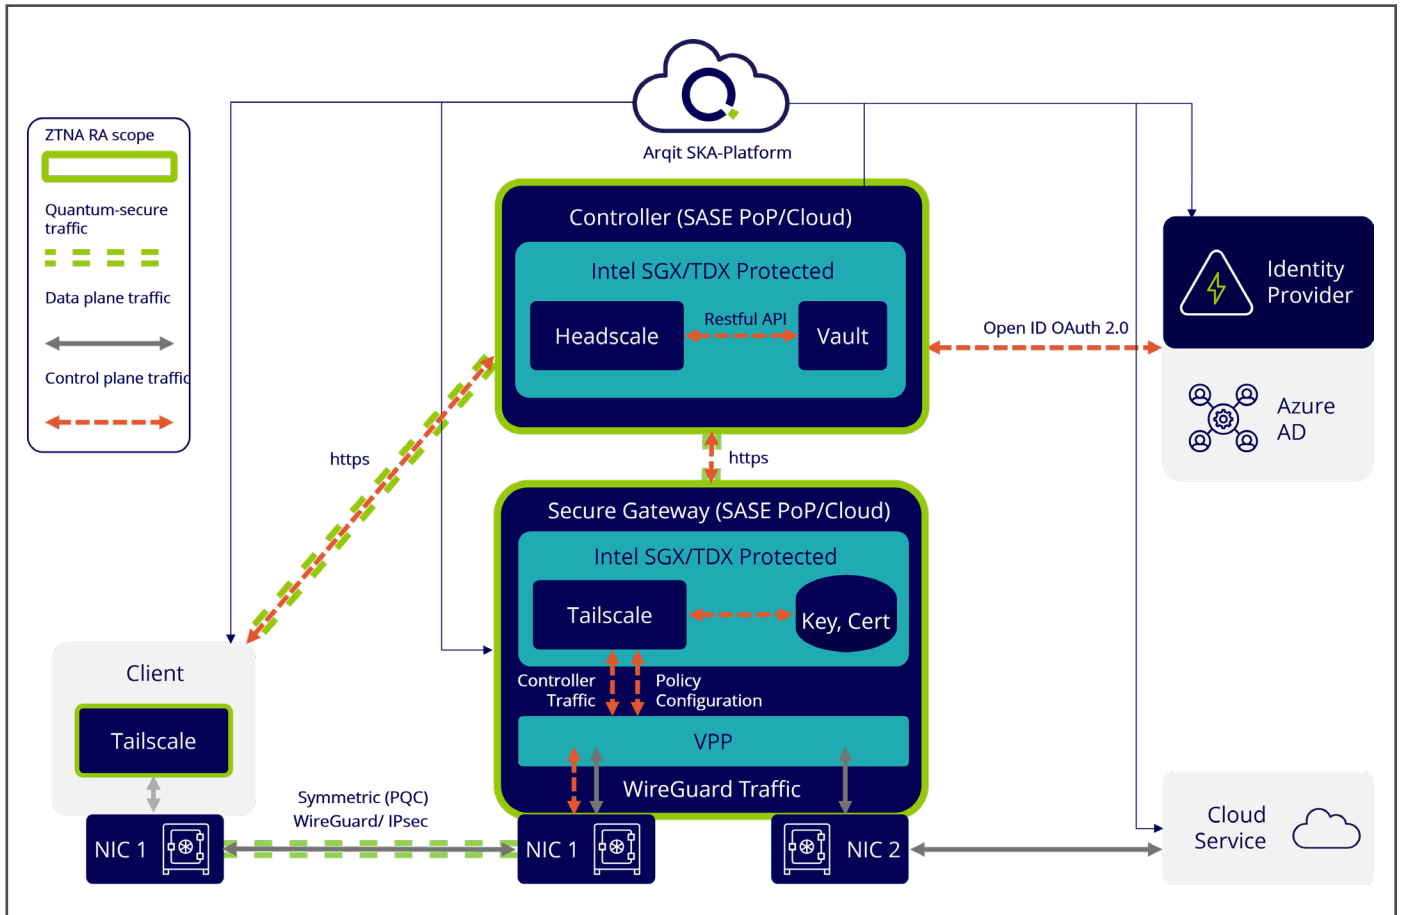 Arqit SKA-Platform
ZTNA RA scope
Quantum-secure
traffic
Data plane traffic
Control plane traffic
Controller (SASE PoP/Cloud)
Intel SGX/TDX Protected
Headscale
Restful API
Vault
Open ID OAuth 2.0
Identity
Provider
Azure
AD
https
https
Secure Gateway (SASE PoP/Cloud)
Intel SGX/TDX Protected
Tailscale
Key, Cert
Controller
Traffic
Policy
Configuration
VPP
WireGuard Traffic
Client
Tailscale
Symmetric (PQC)
WireGuard/ IPsec
NIC 1
NIC 1
NIC 2
Cloud
Service